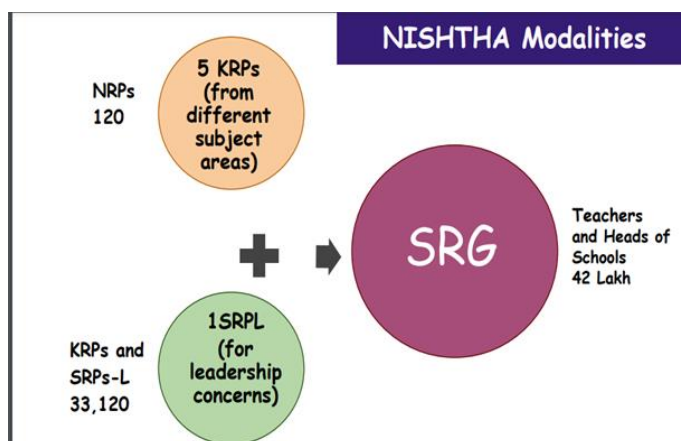 NISHTHA Modalities
NRPs
120
5 KRPs
(from
different
subject
areas)
SRG
Teachers
and Heads of
Schools
42 Lakh
KRPs and
SRPs-L
33,120
1SRPL
(for
leadership
concerns)